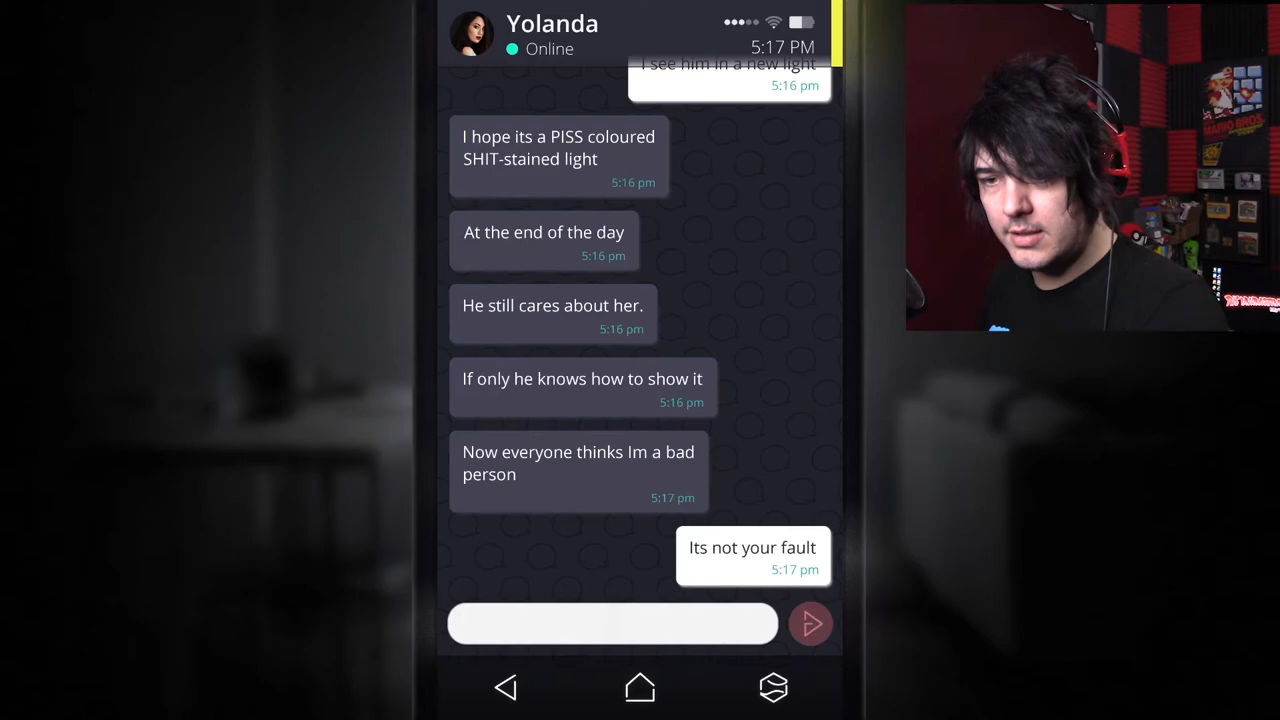 Yolanda
Online
5:17 PM
I see him in a new light
5:16 pm
I hope its a PISS coloured
SHIT-stained light
5:16 pm
At the end of the day
5:16 pm
He still cares about her.
5:16 pm
If only he knows how to show it
5:16 pm
Now everyone thinks Im a bad
person
5:17 pm
Its not your fault
5:17 pm
MARIO BROS.